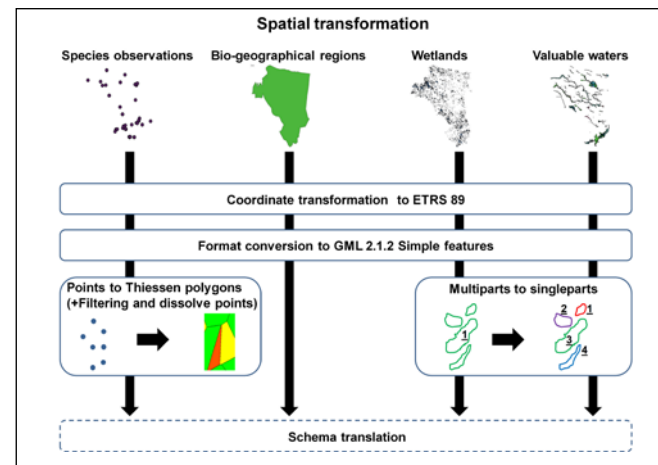 Spatial transformation
Species observations
Bio-geographical regions
Wetlands
Valuable waters
Coordinate transformation to ETRS 89
Format conversion to GML 2.1.2 Simple features
Points to Thiessen polygons
(+Filtering and dissolve points)
Multiparts to singleparts
1
2
1
3
4
Schema translation